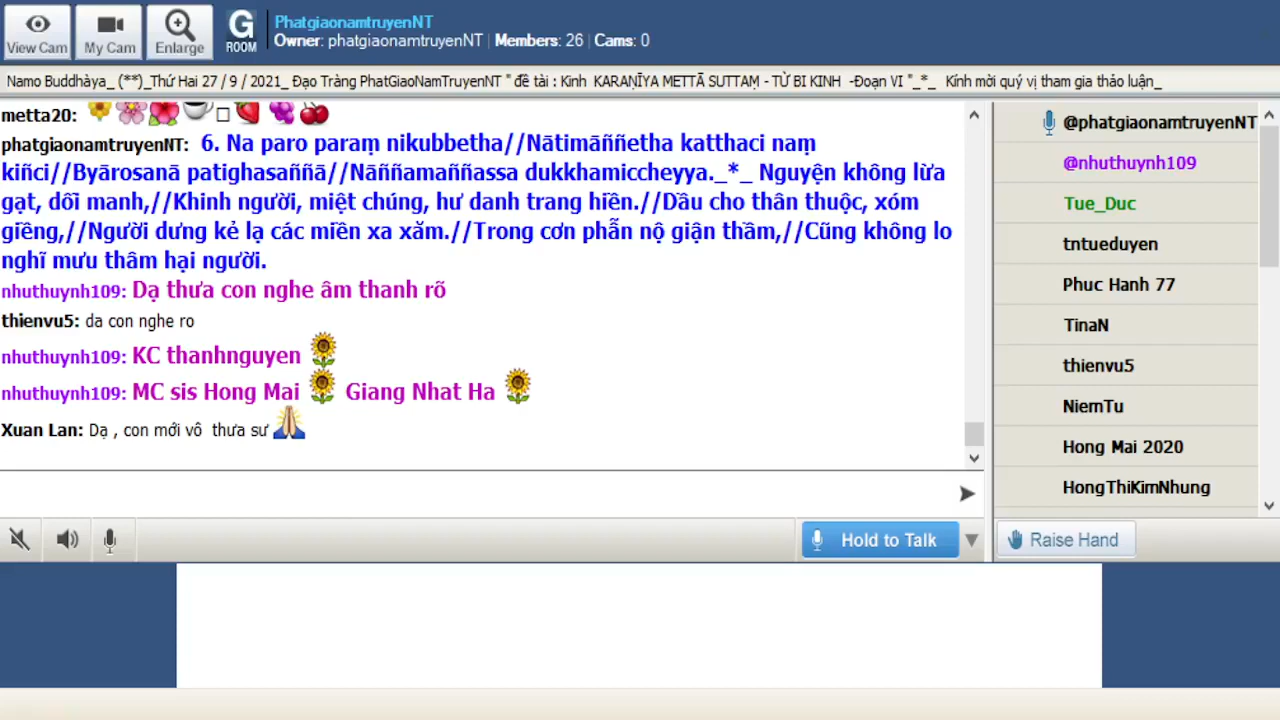 View Cam
My Cam
Enlarge
G
ROOM
PhatgiaonamtruyenNT
Owner: phatgiaonamtruyenNT | Members: 26 | Cams: 0
Namo Buddhàya_ (**)_Thứ Hai 27 / 9 / 2021_ Đạo Tràng PhatGiaoNamTruyenNT " đề tài : Kinh KARAṆĪYA METTĀ SUTTAṂ - TỪ BI KINH -Đoạn VI "_*_ Kính mời quý vị tham gia thảo luận_
metta20:
phatgiaonamtruyenNT: 6. Na paro paraṃ nikubbetha//Nātimāññetha katthaci naṃ
kiñci//Byārosanā patighasaññā//Nāññamaññassa dukkhamiccheyya._*_ Nguyện không lừa
gạt, dối manh,//Khinh người, miệt chúng, hư danh trang hiền.//Dầu cho thân thuộc, xóm
giềng,//Người dưng kẻ lạ các miền xa xăm.//Trong cơn phẫn nộ giận thầm,//Cũng không lo
nghĩ mưu thâm hại người.
nhuthuynh109: Dạ thưa con nghe âm thanh rõ
thienvu5: da con nghe ro
nhuthuynh109: KC thanhnguyen
nhuthuynh109: MC sis Hong Mai Giang Nhat Ha
Xuan Lan: Dạ , con mới vô thưa sư
@phatgiaonamtruyenNT
@nhuthuynh109
Tue_Duc
tntueduyen
Phuc Hanh 77
TinaN
thienvu5
NiemTu
Hong Mai 2020
HongThiKimNhung
Hold to Talk
Raise Hand